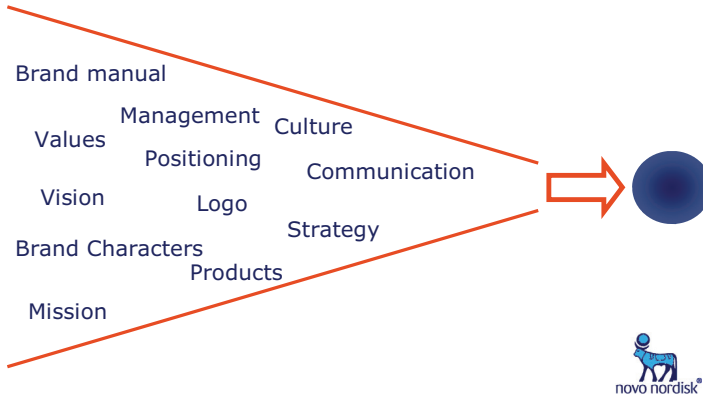 Brand manual
Management
Culture
Values
Positioning
Communication
Vision
Logo
Strategy
Brand Characters
Products
Mission
novo nordisk®